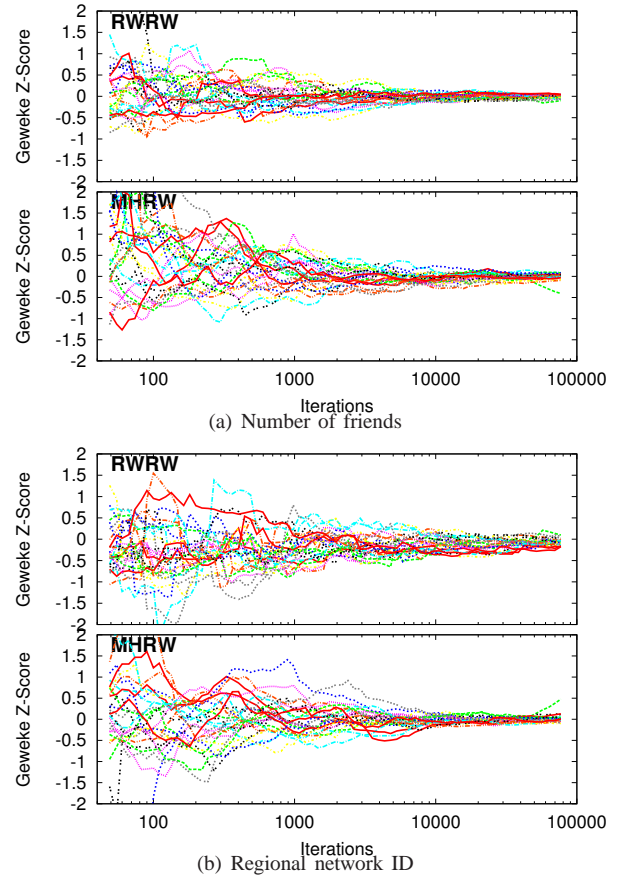 2
RWRW
1.5
1
0.5
0
-0.5
-1
-1.5
-2
Geweke Z-Score
2
MHRW
1.5
1
0.5
0
-0.5
-1
-1.5
-2
Geweke Z-Score
100 1000 10000 100000
Iterations
(a) Number of friends
2
RWRW
1.5
1
0.5
0
-0.5
-1
-1.5
-2
Geweke Z-Score
2
MHRW
1.5
1
0.5
0
-0.5
-1
-1.5
-2
Geweke Z-Score
100 1000 10000 100000
Iterations
(b) Regional network ID